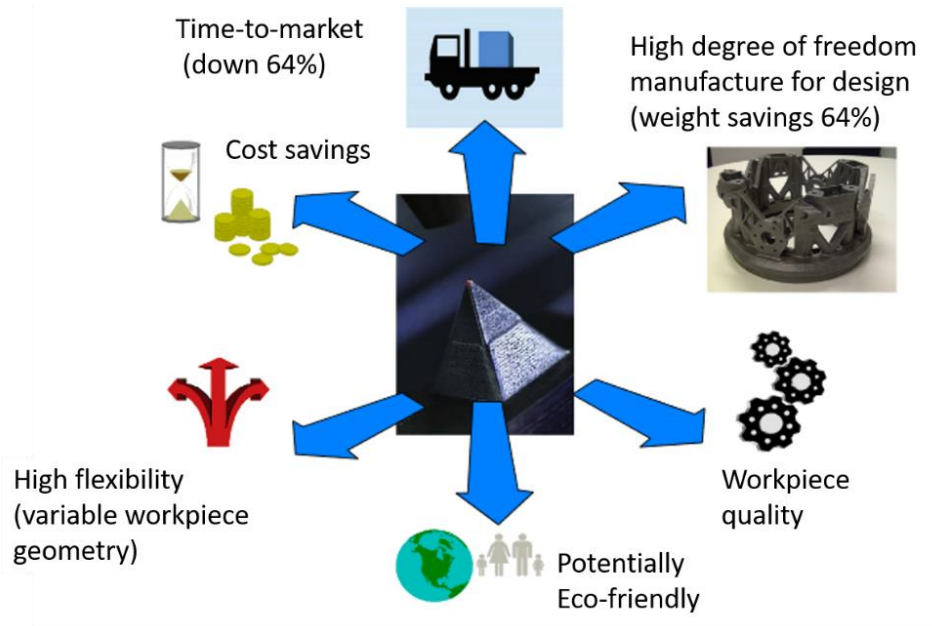 Time-to-market
(down 64%)
High degree of freedom
manufacture for design
(weight savings 64%)
Cost savings
High flexibility
(variable workpiece
geometry)
Workpiece
quality
Potentially
Eco-friendly